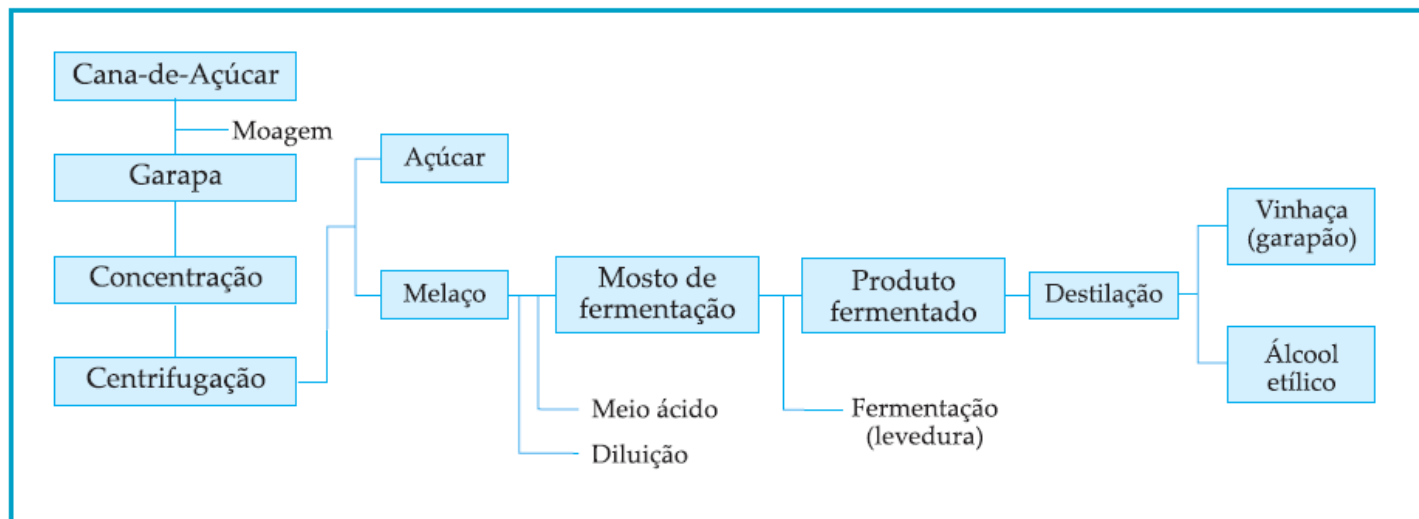 Cana-de-Açúcar
Moagem
Garapa
Concentração
Centrifugação
Açúcar
Melaço
Meio ácido
Diluição
Mosto de
fermentação
Fermentação
(levedura)
Produto
fermentado
Destilação
Vinhaça
(garapão)
Álcool
etílico